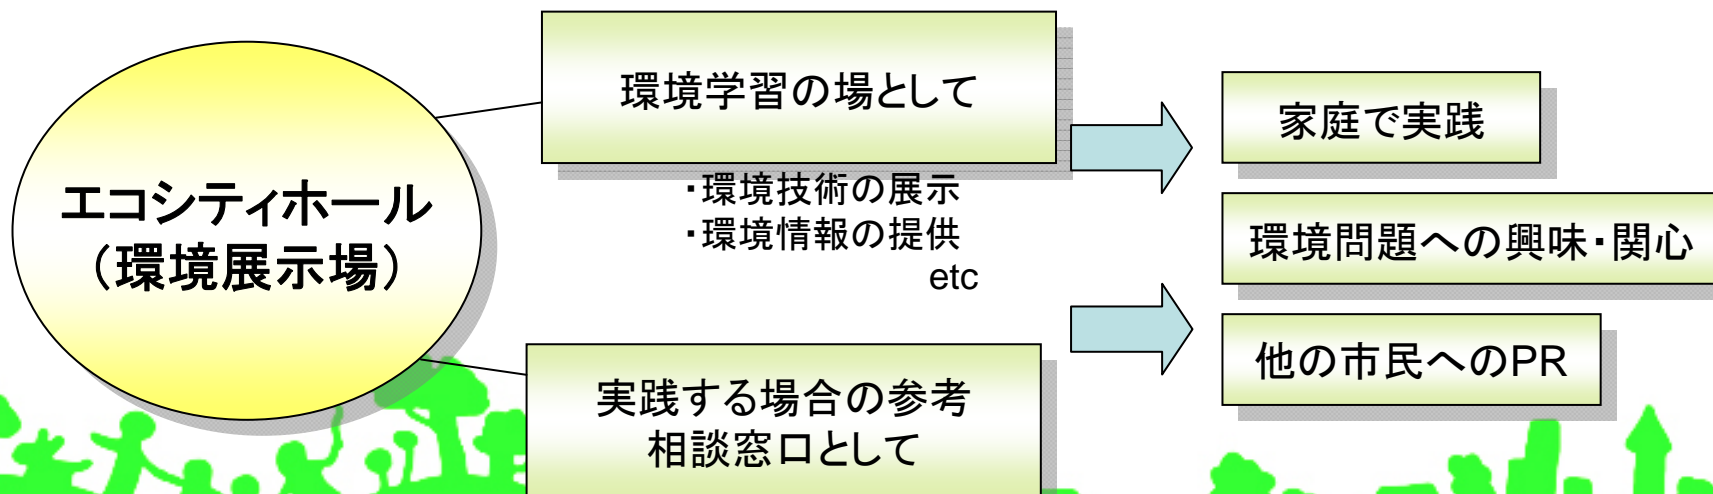 エコシティホール
（環境展示場）
環境学習の場として
・環境技術の展示
・環境情報の提供
etc
実践する場合の参考
相談窓口として
家庭で実践
環境問題への興味・関心
他の市民へのPR